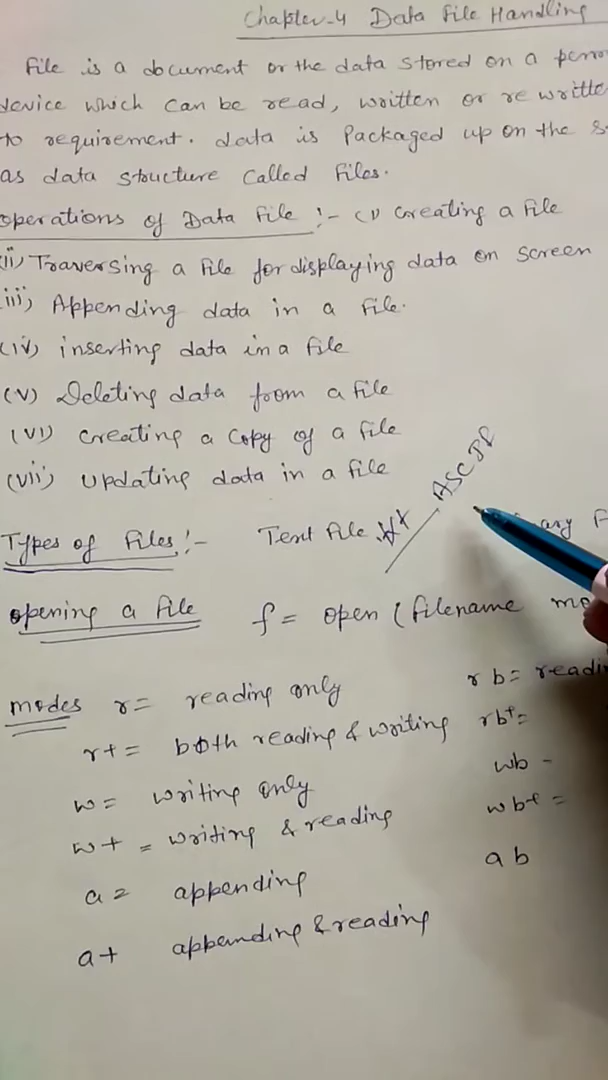 Chapter-4 Data File Handling
File is a document or the data stored on a perm
device which can be read, written or rewritte
to requirement. data is Packaged up on the s
as data structure called Files.
operations of Data File :- (i) Creating a File
(ii) Traversing a File for displaying data on screen
(iii) Appending data in a File.
(iv) inserting data in a File
(v) Deleting data from a File
(vi) Creating a Copy of a File
(vii) Updating data in a File
ASCII
Types of Files :- Text File ary F
opening a File f = open (filename mo
modes r = reading only rb = readi
r+ = both reading & writing rb+ =
w = writing only wb -
w+ = writing & reading wb+ =
a = appending ab
a+ appending & reading